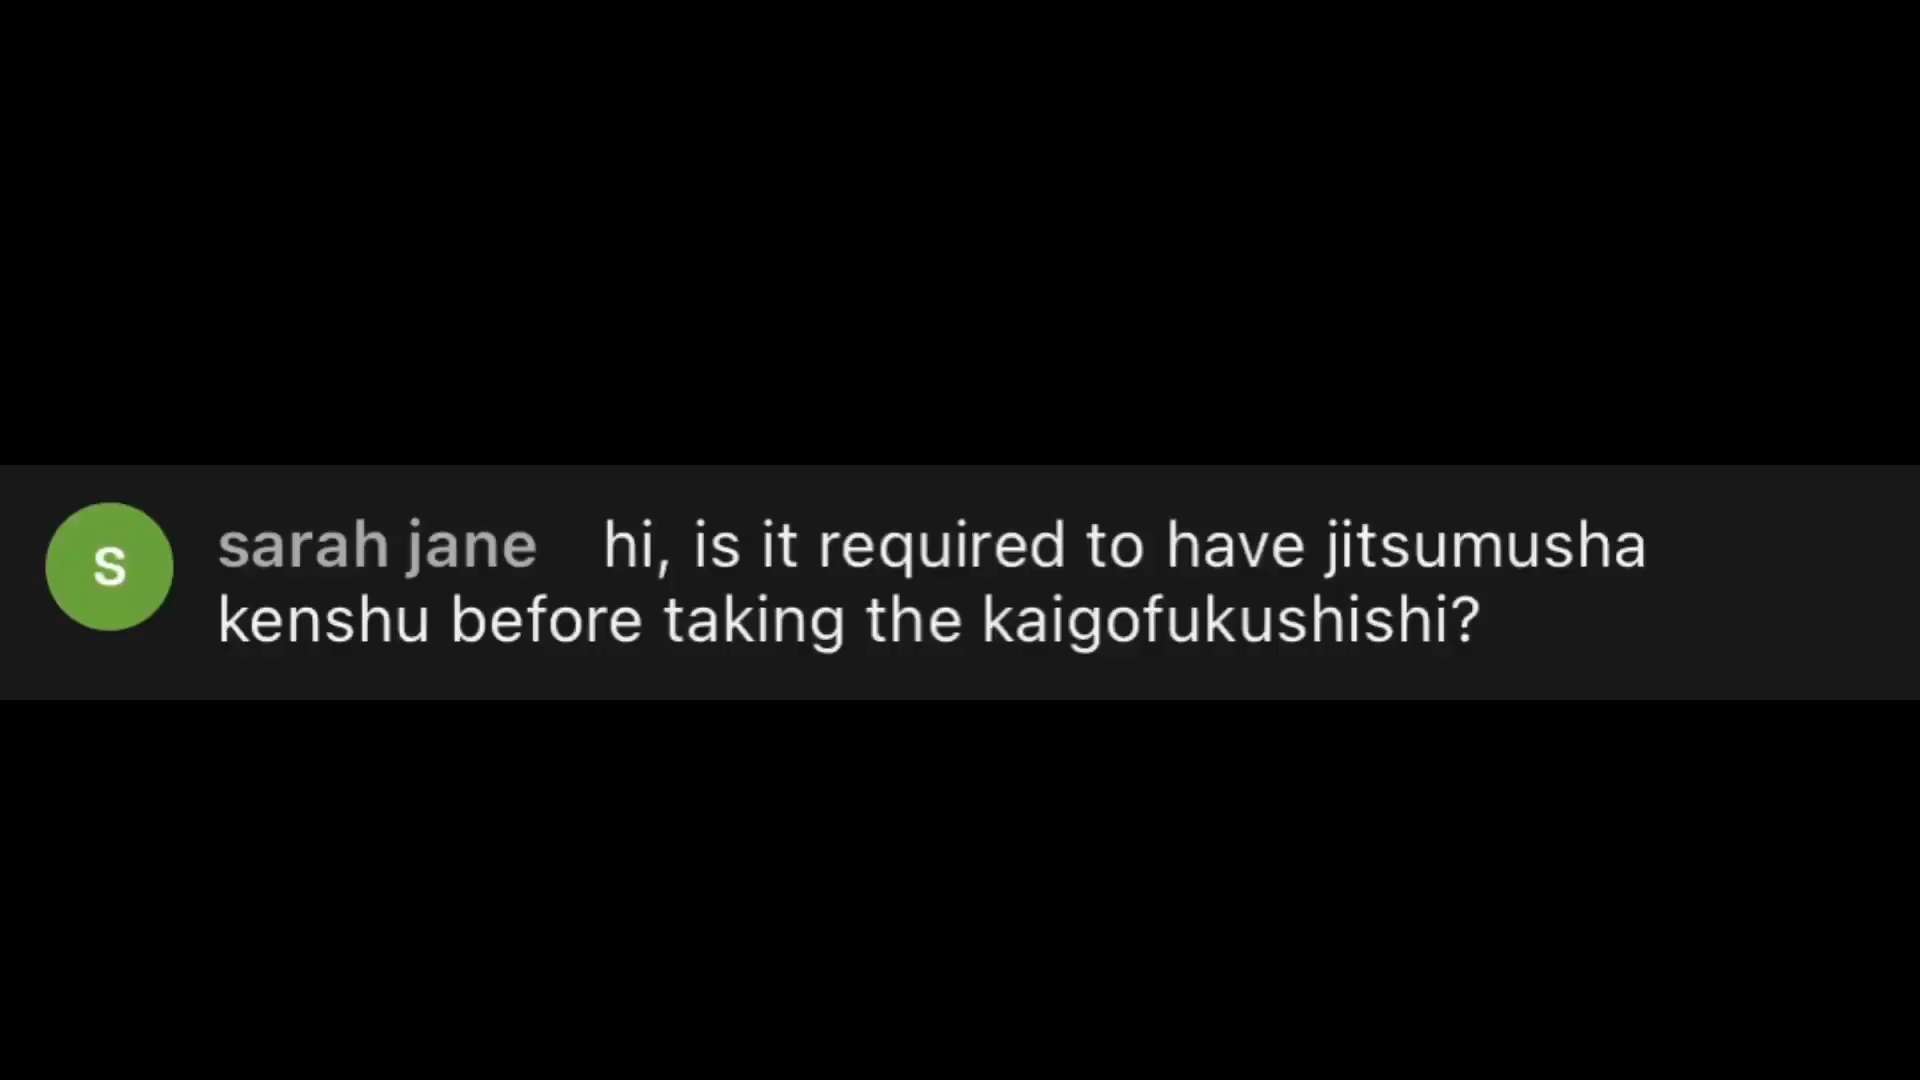 S
sarah jane hi, is it required to have jitsumusha
kenshu before taking the kaigofukushishi?